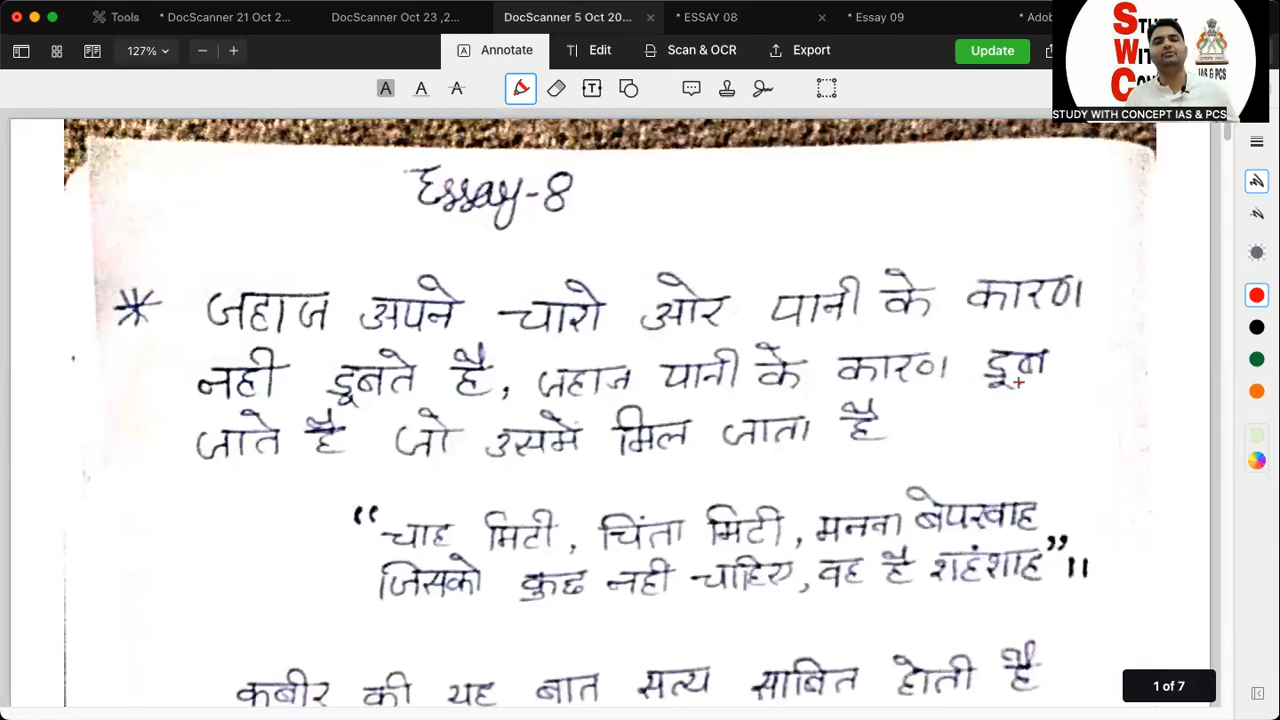 Tools
* DocScanner 21 Oct 2...
DocScanner Oct 23 ,2...
DocScanner 5 Oct 20...
* ESSAY 08
* Essay 09
* Adob
127%
Annotate
Edit
Scan & OCR
Export
Update
STUDY WITH CONCEPT IAS & PCS
Essay-8
जहाज अपने चारो ओर पानी के कारण
नही डूबते है, जहाज पानी के कारण डूब
जाते है जो उसमें मिल जाता है
“चाह मिटी, चिंता मिटी, मनवा बेपरवाह
जिसको कुछ नही चाहिए, वह है शहंशाह”॥
कबीर की यह बात सत्य साबित होती है
1 of 7